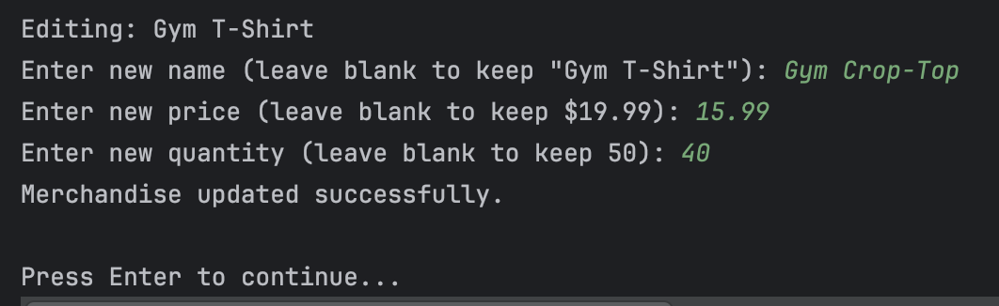 Editing: Gym T-Shirt
Enter new name (leave blank to keep "Gym T-Shirt"): Gym Crop-Top
Enter new price (leave blank to keep $19.99): 15.99
Enter new quantity (leave blank to keep 50): 40
Merchandise updated successfully.
Press Enter to continue...